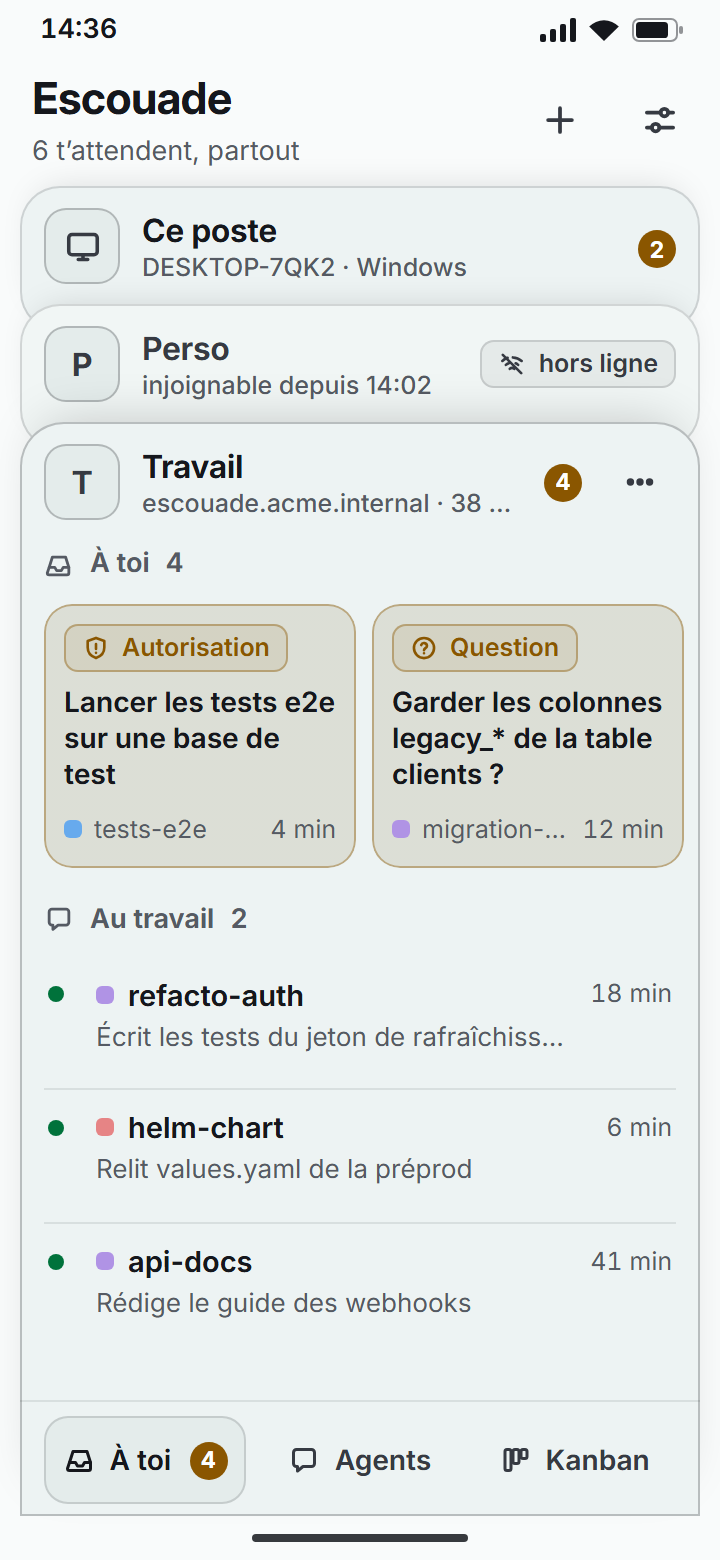 14:36
Escouade
6 t’attendent, partout
Ce poste
DESKTOP-7QK2 · Windows
2
P
Perso
injoignable depuis 14:02
hors ligne
T
Travail
escouade.acme.internal · 38 ...
4
À toi 4
Autorisation
Lancer les tests e2e
sur une base de
test
tests-e2e 4 min
Question
Garder les colonnes
legacy_* de la table
clients ?
migration-... 12 min
Au travail 2
refacto-auth 18 min
Écrit les tests du jeton de rafraîchiss...
helm-chart 6 min
Relit values.yaml de la préprod
api-docs 41 min
Rédige le guide des webhooks
À toi 4
Agents
Kanban